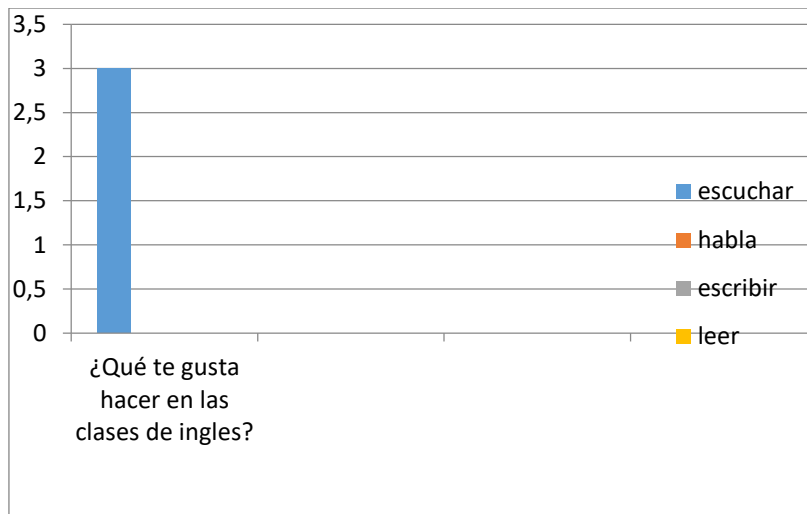 3,5
3
2,5
2
1,5
1
0,5
0
escuchar
habla
escribir
leer
¿Qué te gusta
hacer en las
clases de ingles?